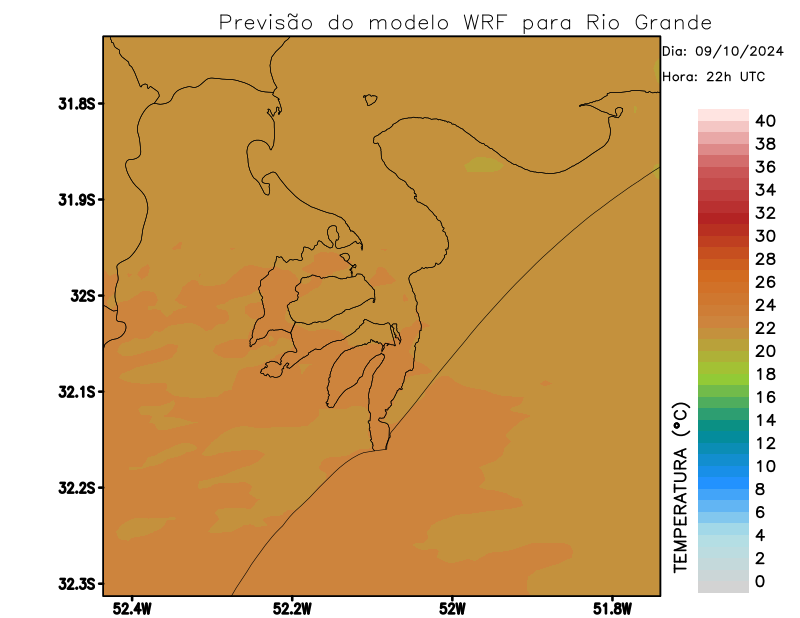 Previsão do modelo WRF para Rio Grande
Dia: 09/10/2024
Hora: 22h UTC
31.8S
31.9S
32S
32.1S
32.2S
32.3S
52.4W
52.2W
52W
51.8W
TEMPERATURA (°C)
40
38
36
34
32
30
28
26
24
22
20
18
16
14
12
10
8
6
4
2
0